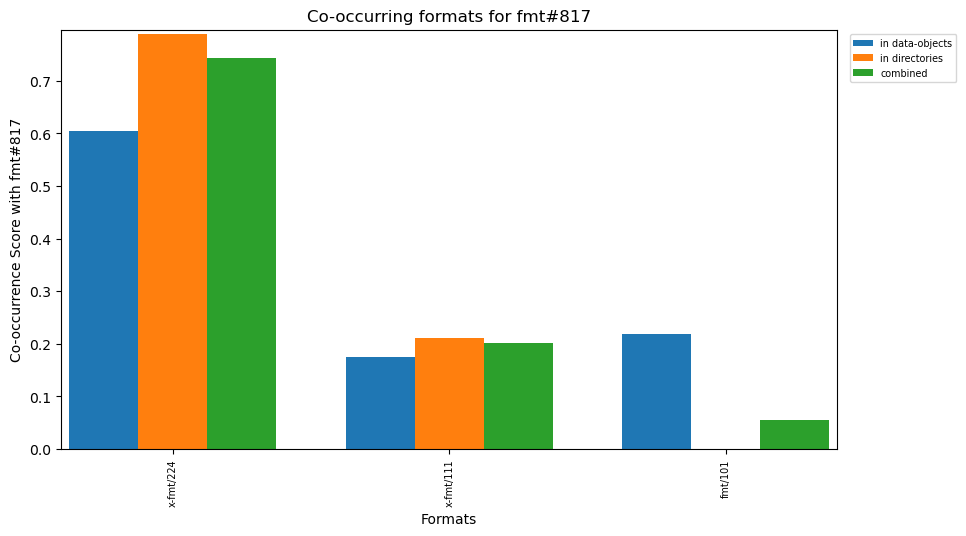 Co-occurring formats for fmt#817
in data-objects
in directories
combined
Co-occurrence Score with fmt#817
0.7
0.6
0.5
0.4
0.3
0.2
0.1
0.0
x-fmt/224
x-fmt/111
fmt/101
Formats